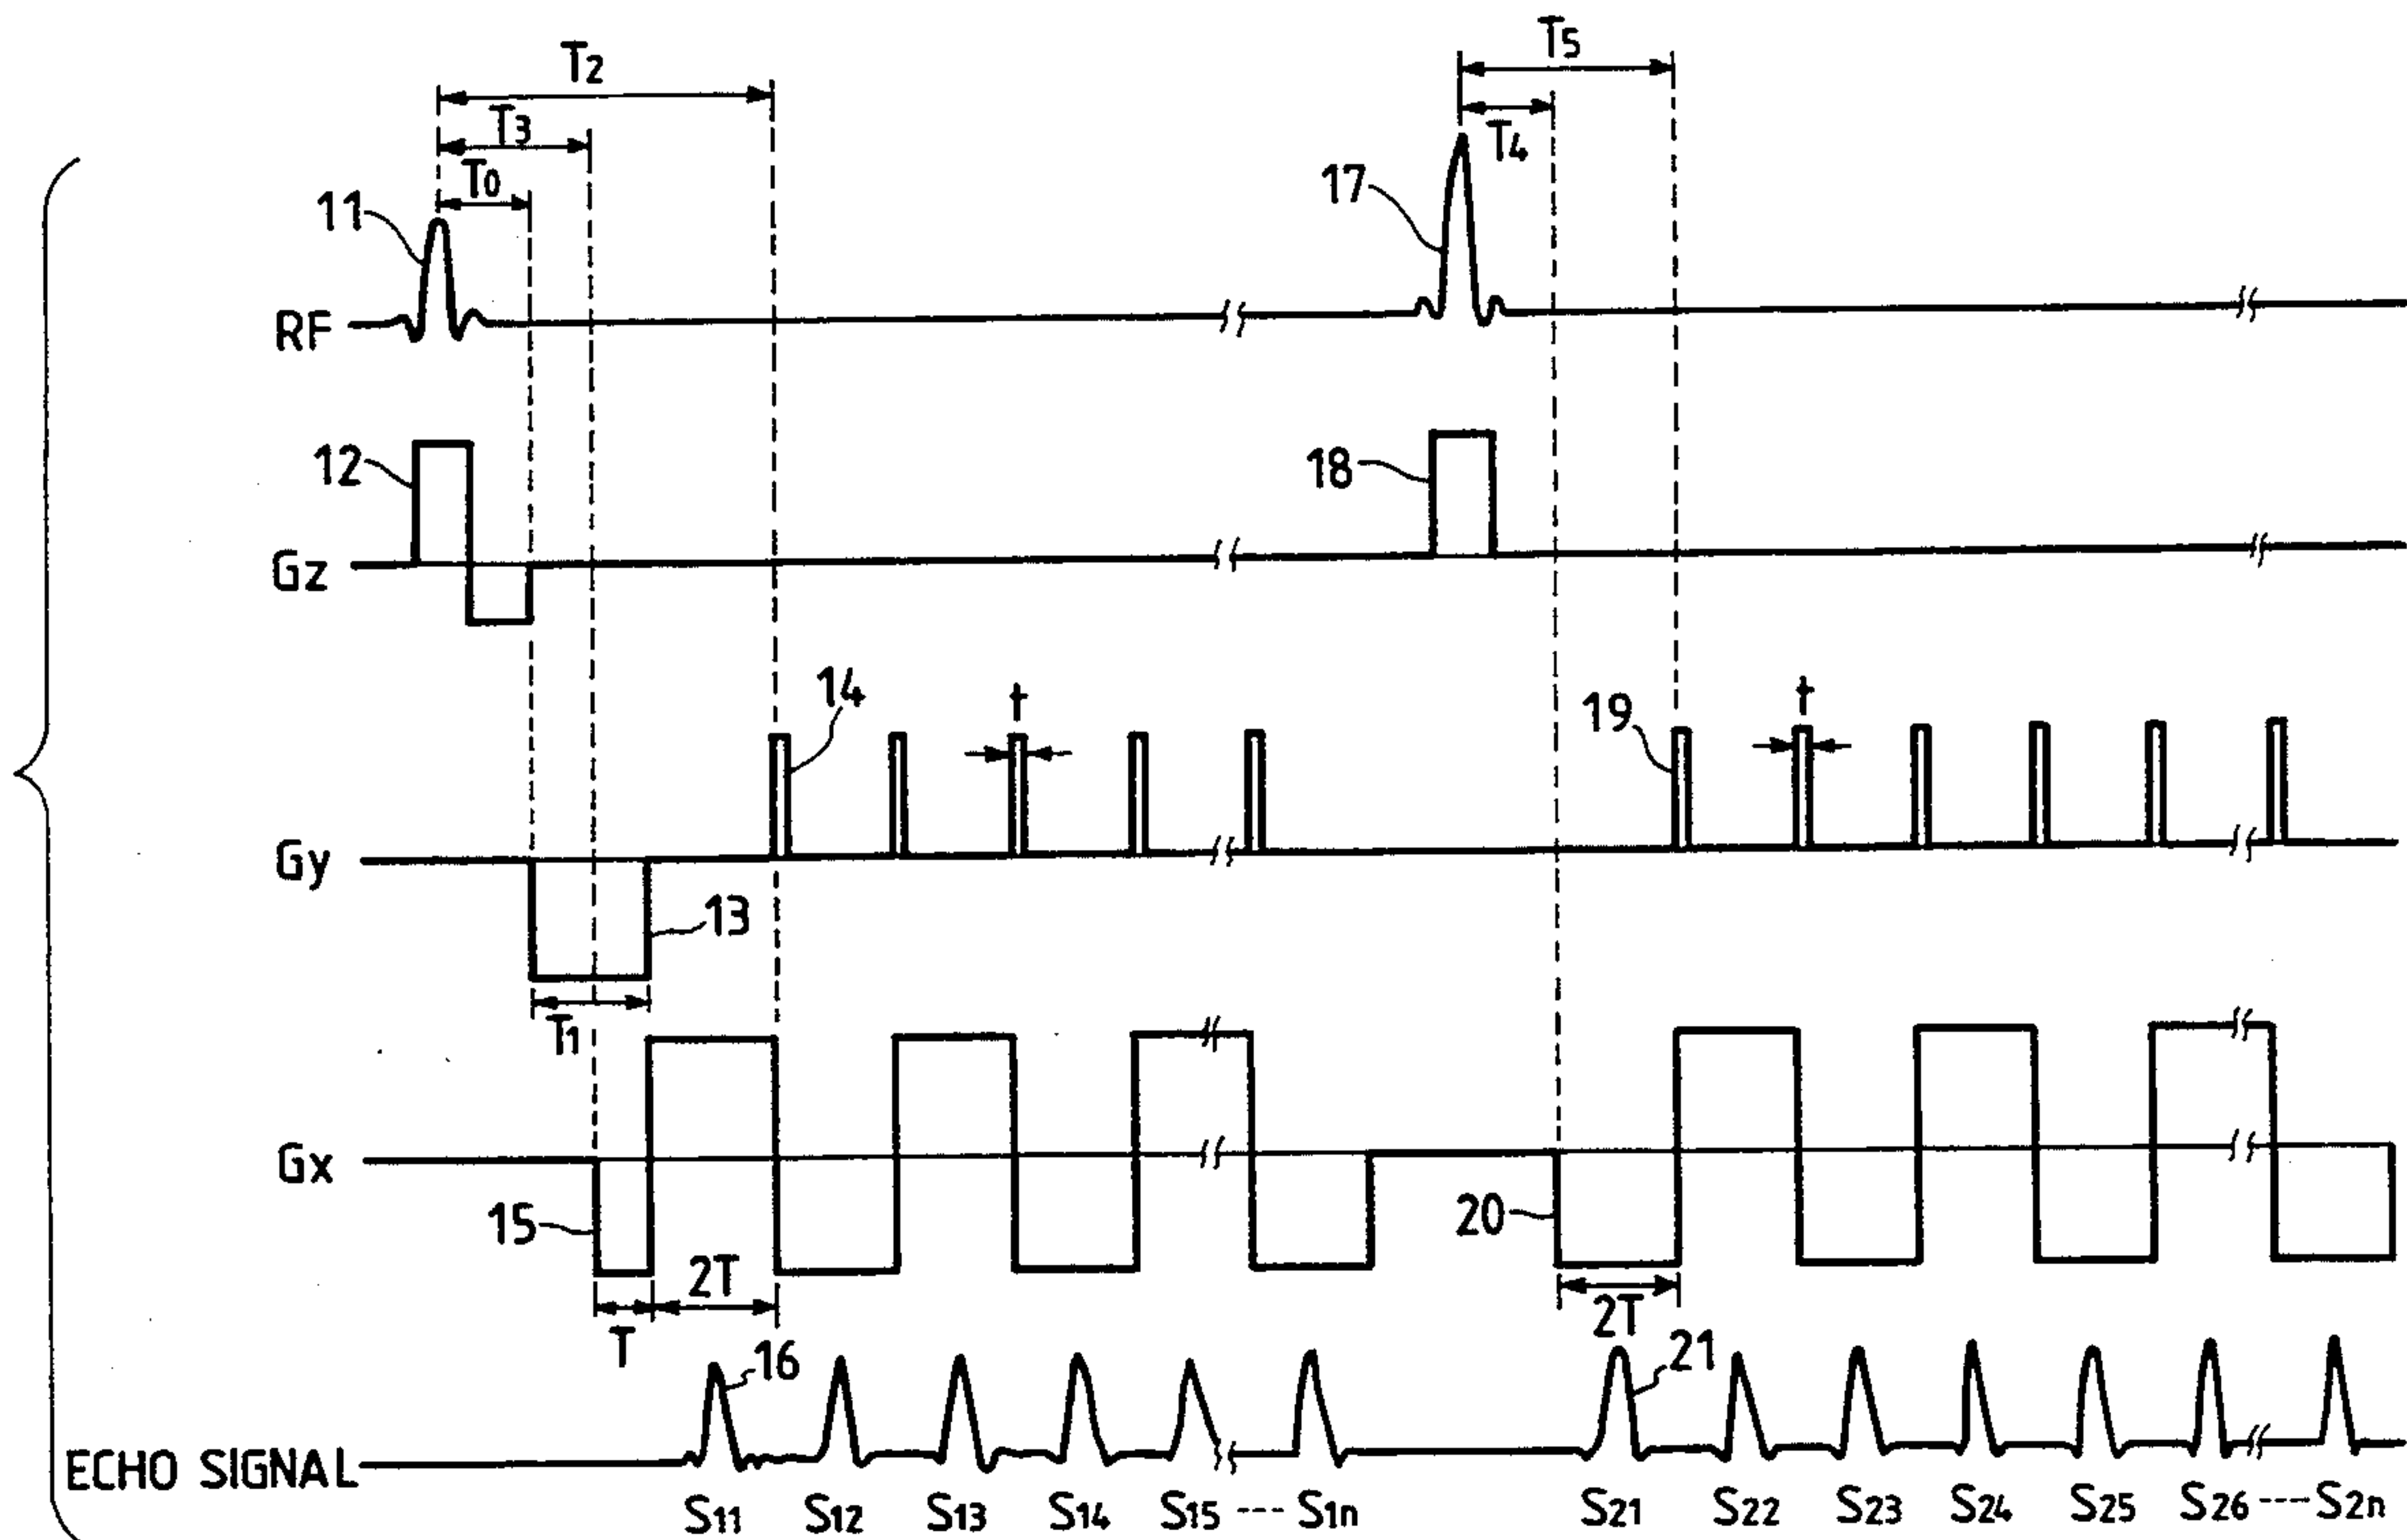 T5
T2
T3
T4
T0
17
11
RF
12
18
Gz
14
t
19
t
Gy
13
T1
Gx
15
20
2T
2T
T
16
21
ECHO SIGNAL
S11 S12 S13 S14 S15 ---- S1n S21 S22 S23 S24 S25 S26 ---- S2n